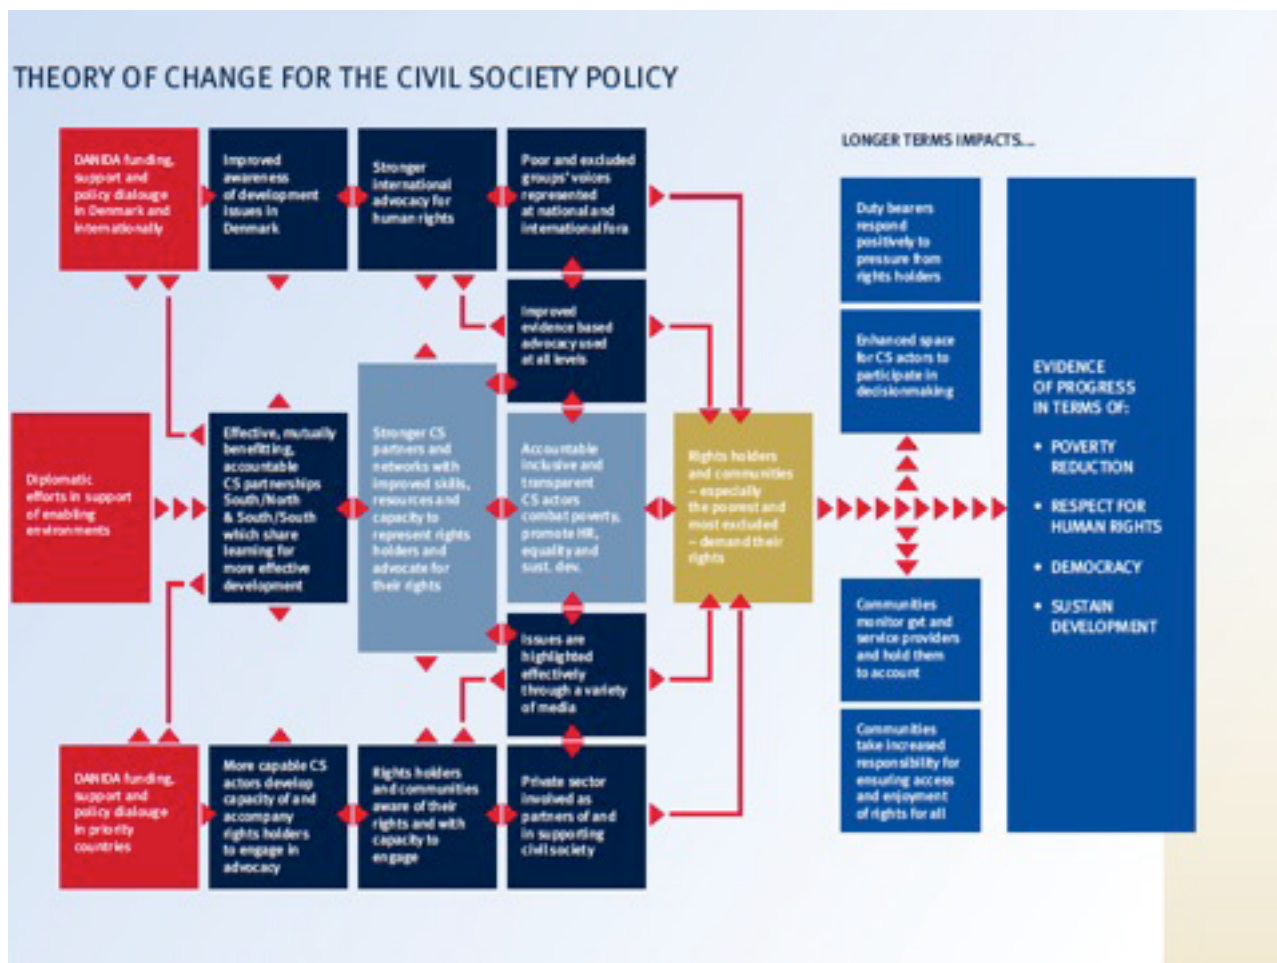 THEORY OF CHANGE FOR THE CIVIL SOCIETY POLICY
DANIDA funding,
support and
policy dialouge
in Denmark and
internationally
Improved
awareness
of development
issues in
Denmark
Stronger
international
advocacy for
human rights
Poor and excluded
groups' voices
represented
at national and
international fora
Improved
evidence based
advocacy used
at all levels
Diplomatic
efforts in support
of enabling
environments
Effective, mutually
benefitting,
accountable
CS partnerships
South/North
& South/South
which share
learning for
more effective
development
Stronger CS
partners and
networks with
improved skills,
resources and
capacity to
represent rights
holders and
advocate for
their rights
Accountable
inclusive and
transparent
CS actors
combat poverty,
promote HR,
equality and
sust. dev.
Rights holders
and communities
– especially
the poorest and
most excluded
– demand their
rights
Issues are
highlighted
effectively
through a variety
of media
DANIDA funding,
support and
policy dialouge
in priority
countries
More capable CS
actors develop
capacity of and
accompany
rights holders
to engage in
advocacy
Rights holders
and communities
aware of their
rights and with
capacity to
engage
Private sector
involved as
partners of and
in supporting
civil society
LONGER TERMS IMPACTS....
Duty bearers
respond
positively to
pressure from
rights holders
Enhanced space
for CS actors to
participate in
decisionmaking
Communities
monitor gvt and
service providers
and hold them
to account
Communities
take increased
responsibility for
ensuring access
and enjoyment
of rights for all
EVIDENCE
OF PROGRESS
IN TERMS OF:
• POVERTY
REDUCTION
• RESPECT FOR
HUMAN RIGHTS
• DEMOCRACY
• SUSTAIN
DEVELOPMENT